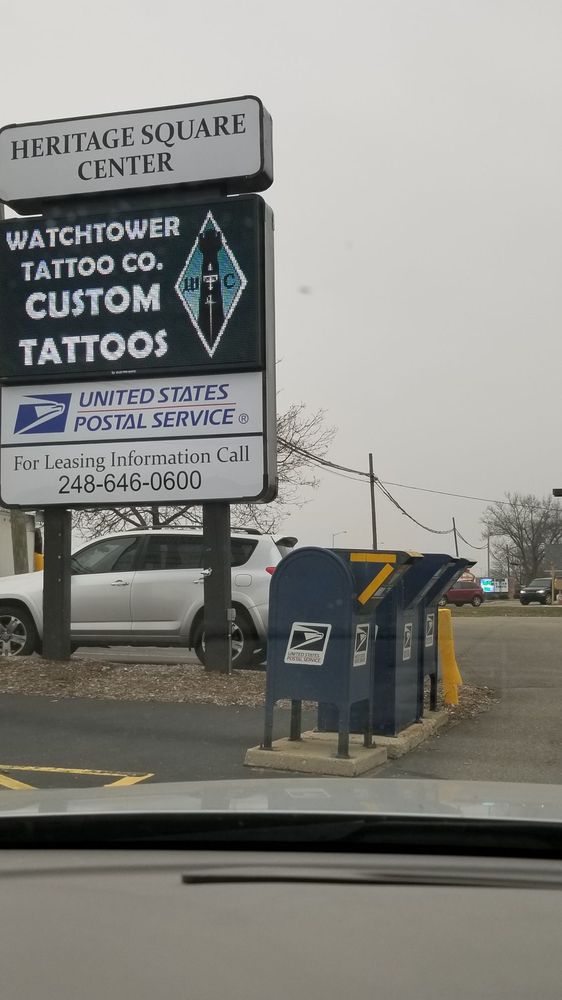 HERITAGE SQUARE
CENTER
WATCHTOWER
TATTOO CO.
CUSTOM
TATTOOS
W T C
UNITED STATES
POSTAL SERVICE ®
For Leasing Information Call
248-646-0600
UNITED STATES
POSTAL SERVICE